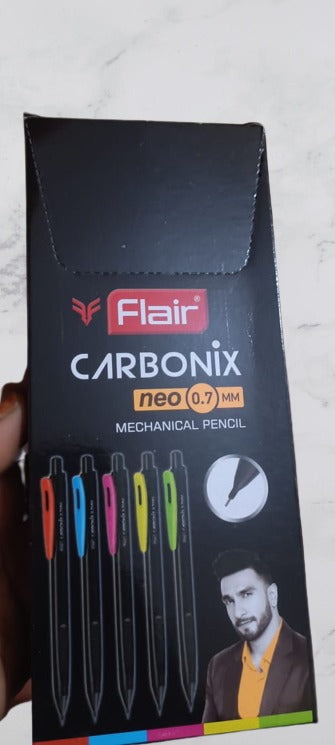 Flair®
CARBONIX
neo 0.7 MM
MECHANICAL PENCIL